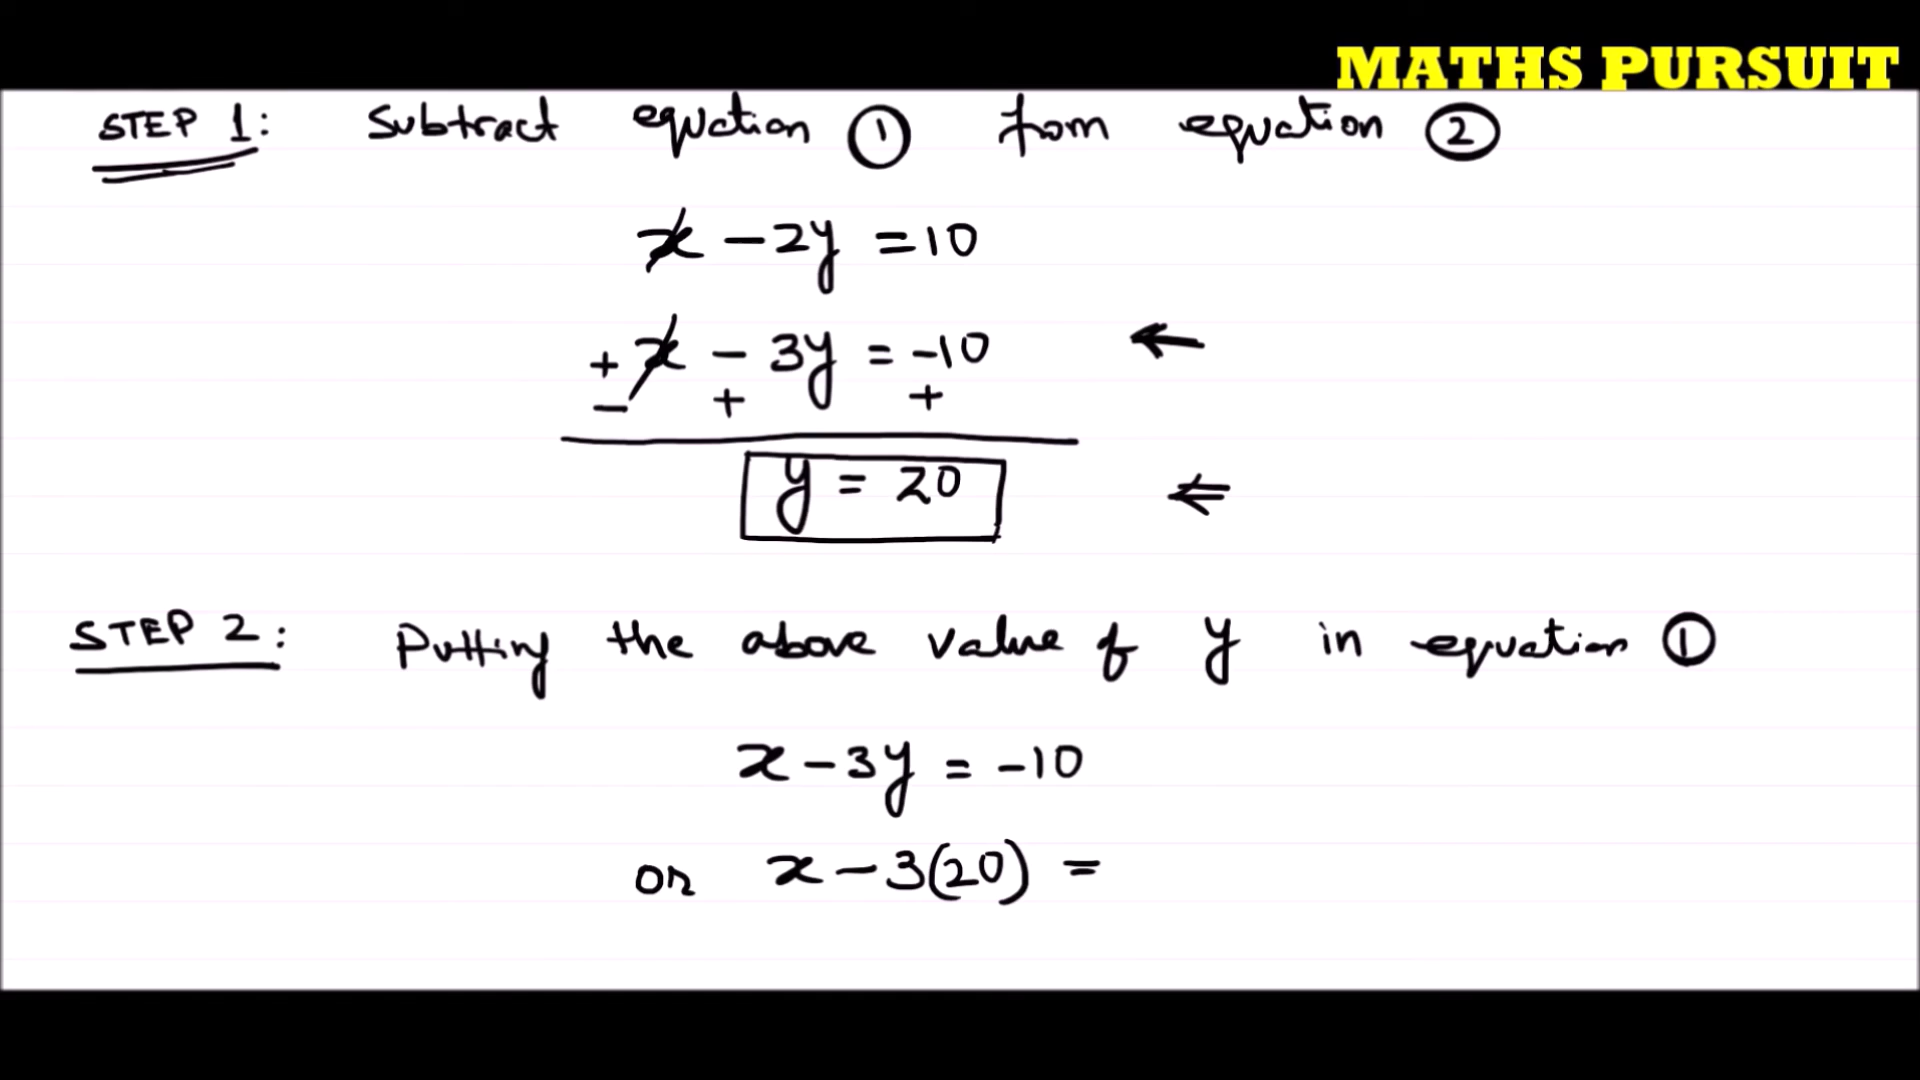 MATHS PURSUIT
STEP 1: Subtract equation ① from equation ②
x - 2y = 10
+ x - 3y = -10
- + +
y = 20
STEP 2: Putting the above value of y in equation ①
x - 3y = -10
or x - 3(20) =